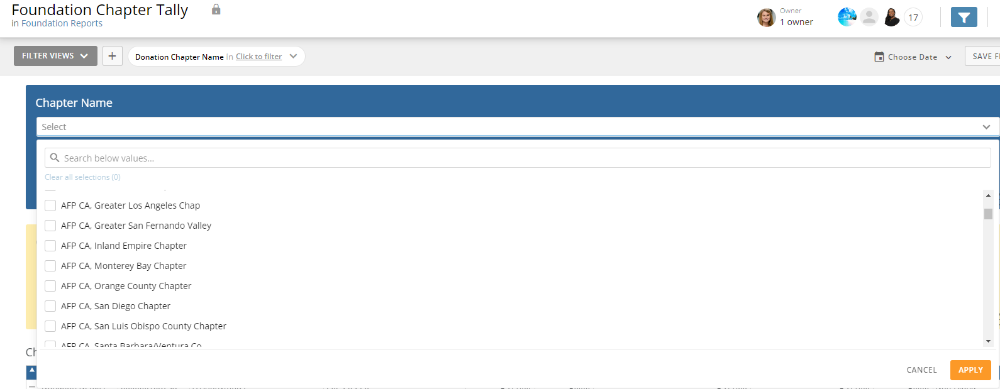 Foundation Chapter Tally
in Foundation Reports
Owner
1 owner
17
FILTER VIEWS
+
Donation Chapter Name in Click to filter
Choose Date
SAVE F
Chapter Name
Select
Search below values...
Clear all selections (0)
AFP CA, Greater Los Angeles Chap
AFP CA, Greater San Fernando Valley
AFP CA, Inland Empire Chapter
AFP CA, Monterey Bay Chapter
AFP CA, Orange County Chapter
AFP CA, San Diego Chapter
AFP CA, San Luis Obispo County Chapter
AFP CA, Santa Barbara/Ventura Co
Ch
CANCEL
APPLY